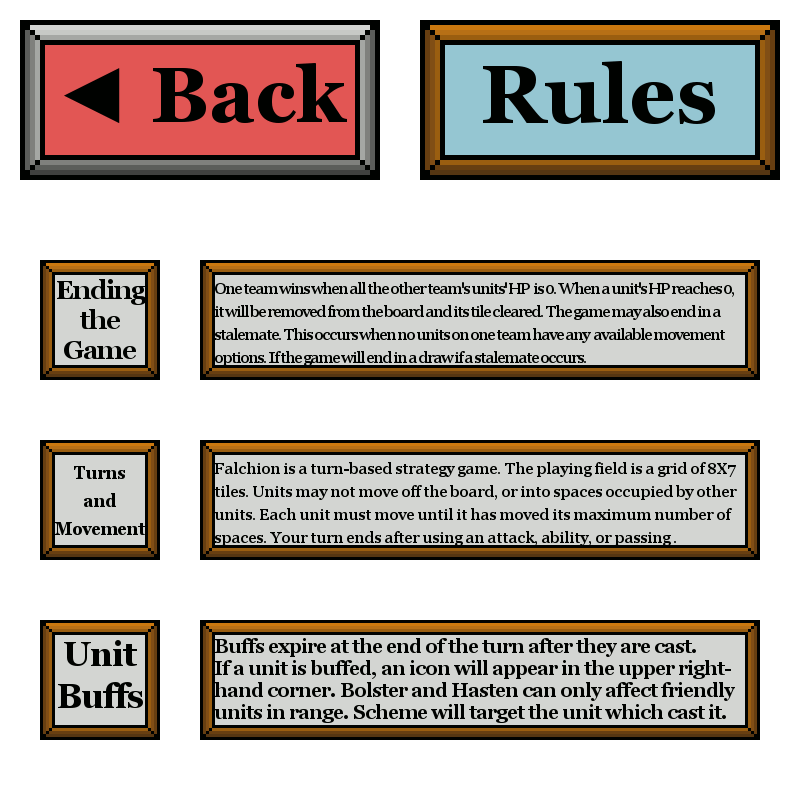 ◀ Back
Rules
Ending
the
Game
One team wins when all the other team's units' HP is 0. When a unit's HP reaches 0,
it will be removed from the board and its tile cleared. The game may also end in a
stalemate. This occurs when no units on one team have any available movement
options. If the game will end in a draw if a stalemate occurs.
Turns
and
Movement
Falchion is a turn-based strategy game. The playing field is a grid of 8X7
tiles. Units may not move off the board, or into spaces occupied by other
units. Each unit must move until it has moved its maximum number of
spaces. Your turn ends after using an attack, ability, or passing.
Unit
Buffs
Buffs expire at the end of the turn after they are cast.
If a unit is buffed, an icon will appear in the upper right-
hand corner. Bolster and Hasten can only affect friendly
units in range. Scheme will target the unit which cast it.